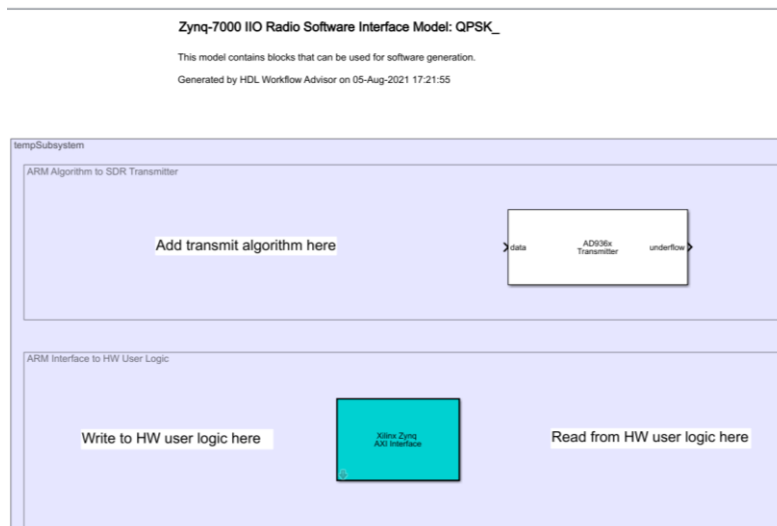 Zynq-7000 IIO Radio Software Interface Model: QPSK_
This model contains blocks that can be used for software generation.
Generated by HDL Workflow Advisor on 05-Aug-2021 17:21:55
tempSubsystem
ARM Algorithm to SDR Transmitter
Add transmit algorithm here
data
AD936x
Transmitter
underflow
ARM Interface to HW User Logic
Write to HW user logic here
Xilinx Zynq
AXI Interface
Read from HW user logic here